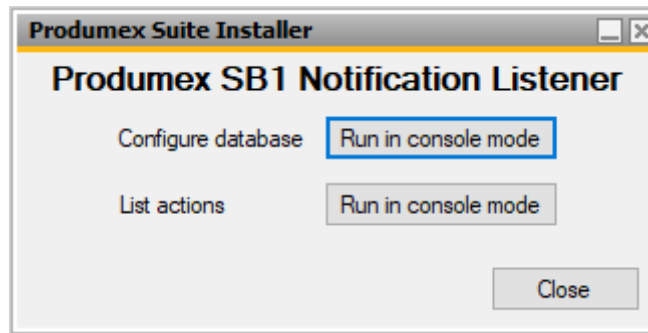 Produmex Suite Installer
Produmex SB1 Notification Listener
Configure database Run in console mode
List actions Run in console mode
Close